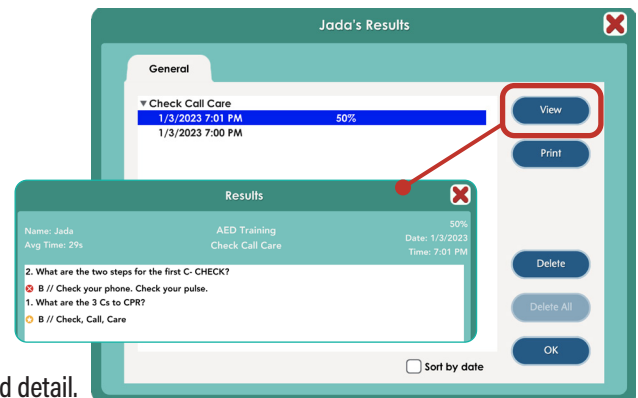 Jada's Results
General
Check Call Care
1/3/2023 7:01 PM 50%
1/3/2023 7:00 PM
View
Print
Delete
Delete All
OK
Sort by date
Results
Name: Jada AED Training 50%
Avg Time: 29s Check Call Care Date: 1/3/2023
Time: 7:01 PM
2. What are the two steps for the first C- CHECK?
B // Check your phone. Check your pulse.
1. What are the 3 Cs to CPR?
B // Check, Call, Care
d detail.